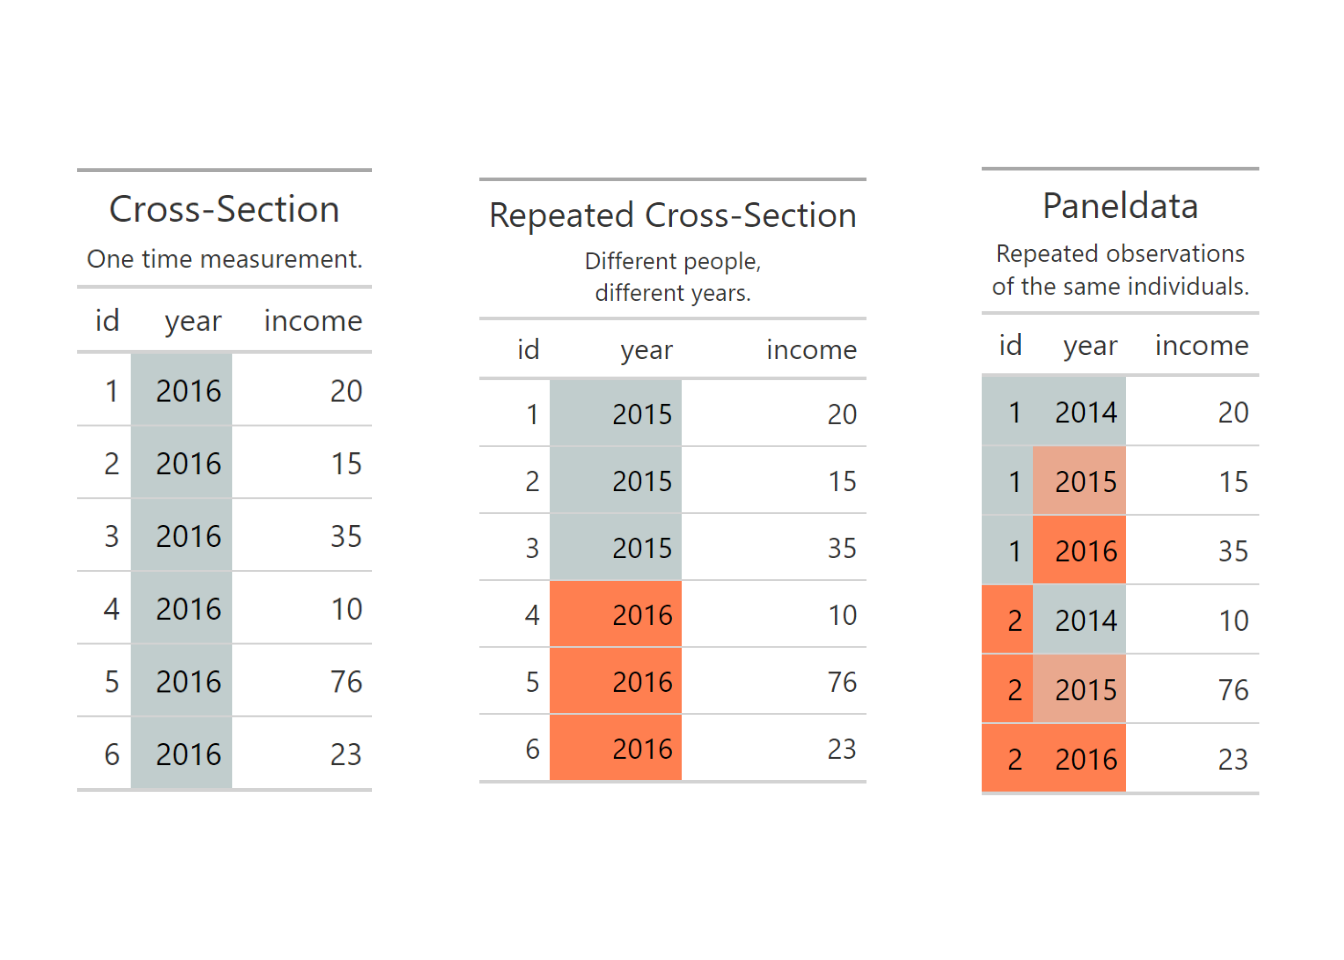 Cross-Section
One time measurement.
id year income
1 2016 20
2 2016 15
3 2016 35
4 2016 10
5 2016 76
6 2016 23
Repeated Cross-Section
Different people,
different years.
id year income
1 2015 20
2 2015 15
3 2015 35
4 2016 10
5 2016 76
6 2016 23
Paneldata
Repeated observations
of the same individuals.
id year income
1 2014 20
1 2015 15
1 2016 35
2 2014 10
2 2015 76
2 2016 23